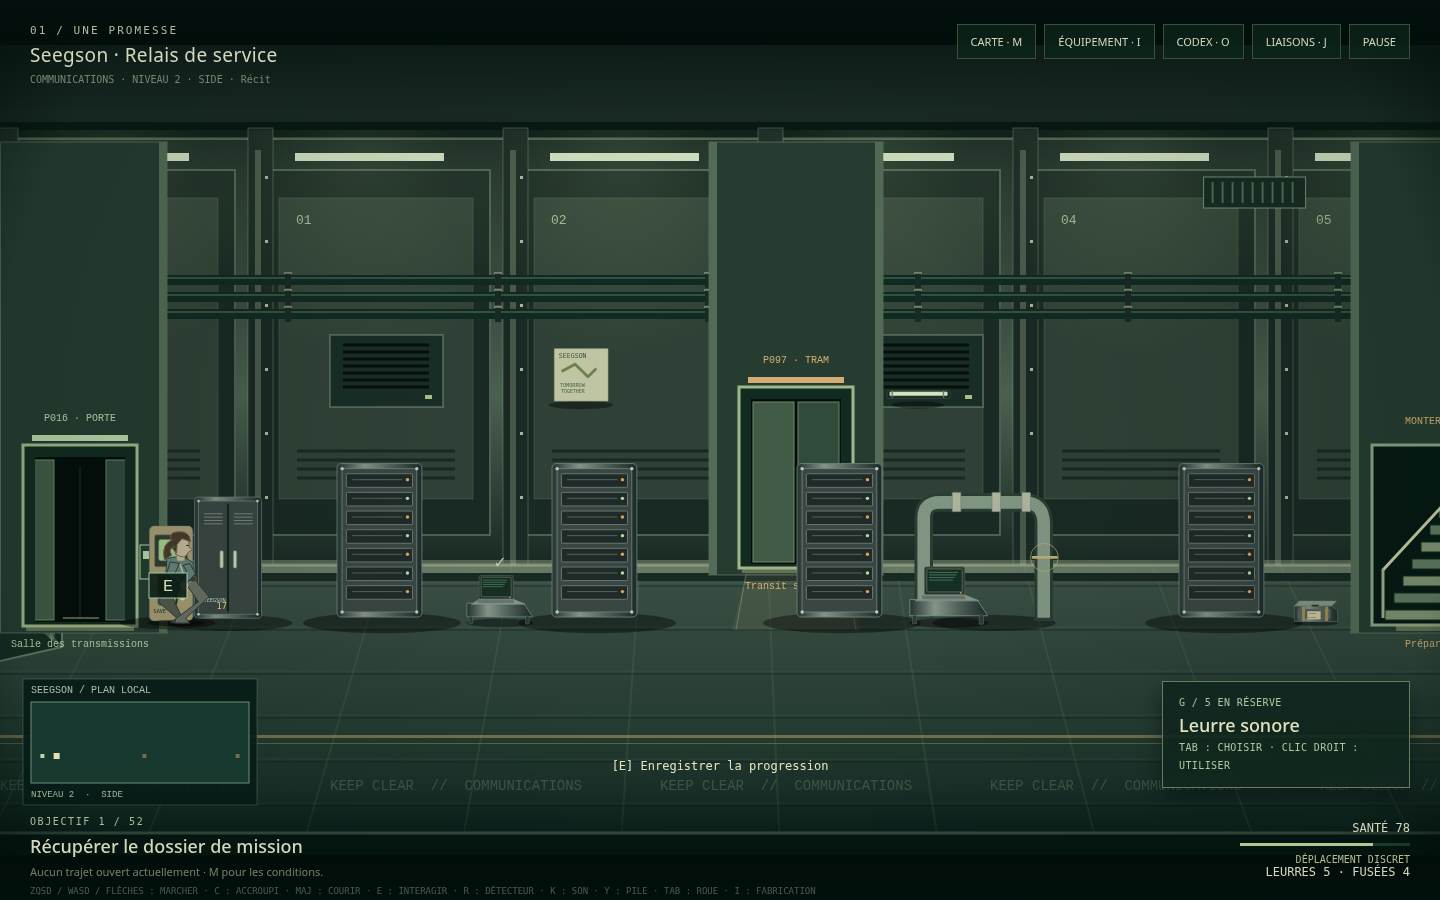 01 / UNE PROMESSE
Seegson · Relais de service
COMMUNICATIONS · NIVEAU 2 · SIDE · Récit
CARTE · M
ÉQUIPEMENT · I
CODEX · O
LIAISONS · J
PAUSE
01
02
04
05
SEEGSON
TOMORROW
TOGETHER
P097 · TRAM
P016 · PORTE
MONTER
E
SAVE
17
Transit s
Salle des transmissions
Prépar
SEEGSON / PLAN LOCAL
NIVEAU 2 · SIDE
G / 5 EN RÉSERVE
Leurre sonore
TAB : CHOISIR · CLIC DROIT :
UTILISER
[E] Enregistrer la progression
KEEP CLEAR // COMMUNICATIONS KEEP CLEAR // COMMUNICATIONS KEEP CLEAR //
OBJECTIF 1 / 52
Récupérer le dossier de mission
Aucun trajet ouvert actuellement · M pour les conditions.
ZQSD / WASD / FLÈCHES : MARCHER · C : ACCROUPI · MAJ : COURIR · E : INTERAGIR · R : DÉTECTEUR · K : SON · Y : PILE · TAB : ROUE · I : FABRICATION
SANTÉ 78
DÉPLACEMENT DISCRET
LEURRES 5 · FUSÉES 4